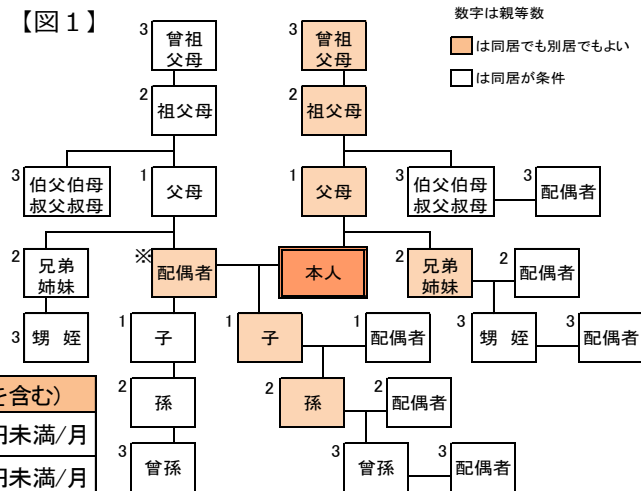 【図１】
数字は親等数
は同居でも別居でもよい
は同居が条件
3 曾祖
父母
3 曾祖
父母
2 祖父母
2 祖父母
3 伯父伯母
叔父叔母
1 父母
1 父母
3 伯父伯母
叔父叔母
3 配偶者
2 兄弟
姉妹
※ 配偶者
本人
2 兄弟
姉妹
2 配偶者
3 甥 姪
1 子
1 子
1 配偶者
3 甥 姪
3 配偶者
2 孫
2 孫
2 配偶者
3 曾孫
3 曾孫
3 配偶者
を含む）
円未満/月
円未満/月